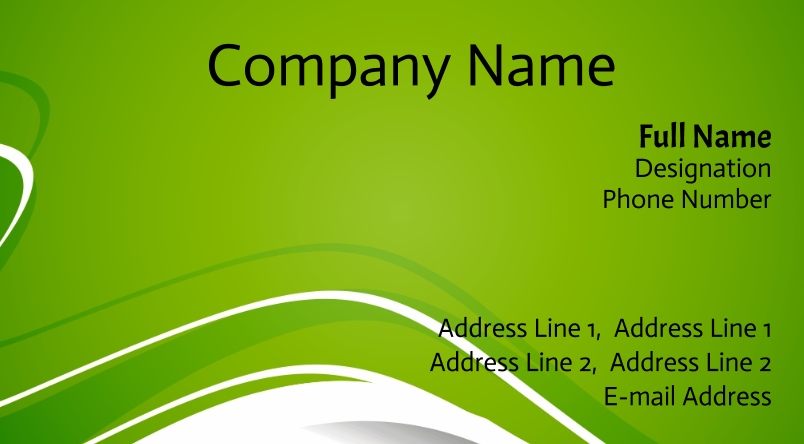 Company Name
Full Name
Designation
Phone Number
Address Line 1,  Address Line 1
Address Line 2,  Address Line 2
E-mail Address